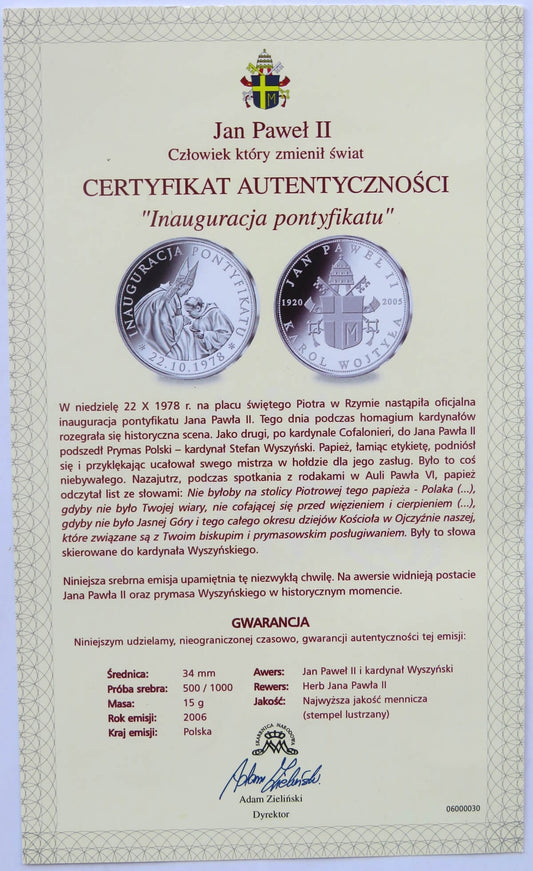 Jan Paweł II
Człowiek który zmienił świat
CERTYFIKAT AUTENTYCZNOŚCI
"Inauguracja pontyfikatu"
INAUGURACJA PONTYFIKATU
* 22.10.1978 *
JAN PAWEŁ II
1920 2005
KAROL WOJTYŁA
W niedzielę 22 X 1978 r. na placu świętego Piotra w Rzymie nastąpiła oficjalna
inauguracja pontyfikatu Jana Pawła II. Tego dnia podczas homagium kardynałów
rozegrała się historyczna scena. Jako drugi, po kardynale Cofalonieri, do Jana Pawła II
podszedł Prymas Polski – kardynał Stefan Wyszyński. Papież, łamiąc etykietę, podniósł
się i przyklękając ucałował swego mistrza w hołdzie dla jego zasług. Było to coś
niebywałego. Nazajutrz, podczas spotkania z rodakami w Auli Pawła VI, papież
odczytał list ze słowami: Nie byłoby na stolicy Piotrowej tego papieża - Polaka (...),
gdyby nie było Twojej wiary, nie cofającej się przed więzieniem i cierpieniem (...),
gdyby nie było Jasnej Góry i tego całego okresu dziejów Kościoła w Ojczyźnie naszej,
które związane są z Twoim biskupim i prymasowskim posługiwaniem. Były to słowa
skierowane do kardynała Wyszyńskiego.
Niniejsza srebrna emisja upamiętnia tę niezwykłą chwilę. Na awersie widnieją postacie
Jana Pawła II oraz prymasa Wyszyńskiego w historycznym momencie.
GWARANCJA
Niniejszym udzielamy, nieograniczonej czasowo, gwarancji autentyczności tej emisji:
Średnica: 34 mm
Próba srebra: 500 / 1000
Masa: 15 g
Rok emisji: 2006
Kraj emisji: Polska
Awers: Jan Paweł II i kardynał Wyszyński
Rewers: Herb Jana Pawła II
Jakość: Najwyższa jakość mennicza
(stempel lustrzany)
SKARBNICA NARODOWA
Adam Zieliński
Adam Zieliński
Dyrektor
06000030